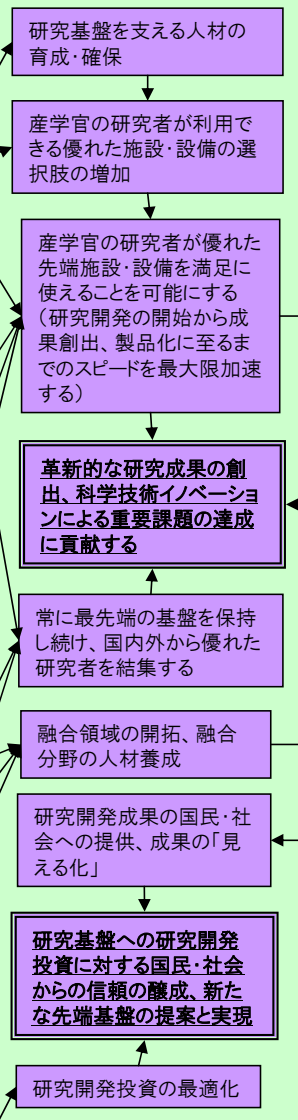 研究基盤を支える人材の
育成・確保
産学官の研究者が利用で
きる優れた施設・設備の選
択肢の増加
産学官の研究者が優れた
先端施設・設備を満足に
使えることを可能にする
（研究開発の開始から成
果創出、製品化に至るま
でのスピードを最大限加速
する）
革新的な研究成果の創
出、科学技術イノベーショ
ンによる重要課題の達成
に貢献する
常に最先端の基盤を保持
し続け、国内外から優れた
研究者を結集する
融合領域の開拓、融合
分野の人材養成
研究開発成果の国民・社
会への提供、成果の「見
える化」
研究基盤への研究開発
投資に対する国民・社会
からの信頼の醸成、新た
な先端基盤の提案と実現
研究開発投資の最適化